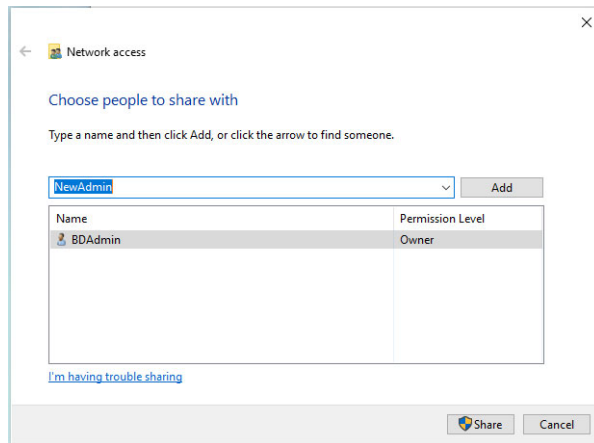 Network access
Choose people to share with
Type a name and then click Add, or click the arrow to find someone.
NewAdmin
Add
Name Permission Level
BDAdmin Owner
I'm having trouble sharing
Share Cancel